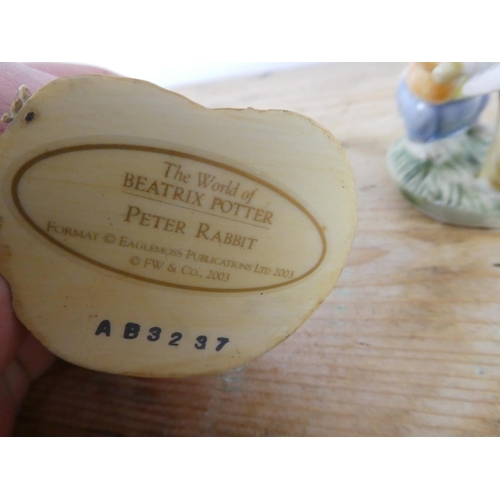 The World of
BEATRIX POTTER
PETER RABBIT
FORMAT © EAGLEMOSS PUBLICATIONS LTD 2003
© FW & CO., 2003
AB3237